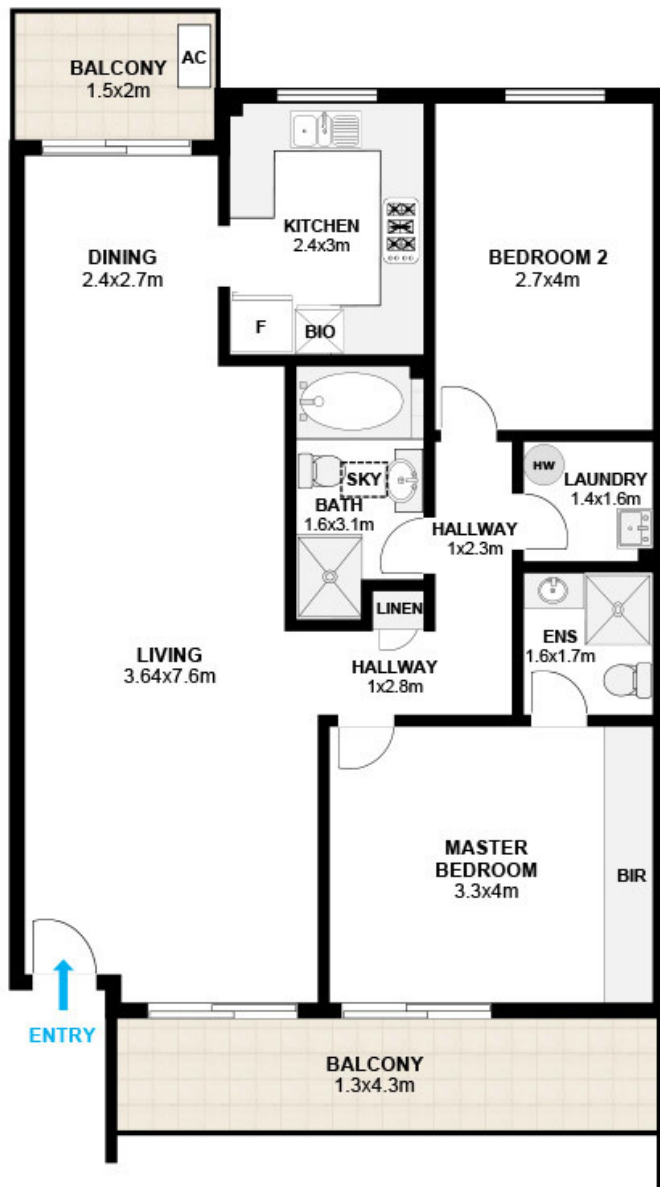 AC
BALCONY
1.5x2m
KITCHEN
2.4x3m
DINING
2.4x2.7m
BEDROOM 2
2.7x4m
F
BIO
SKY
BATH
1.6x3.1m
HW
LAUNDRY
1.4x1.6m
HALLWAY
1x2.3m
LINEN
ENS
1.6x1.7m
LIVING
3.64x7.6m
HALLWAY
1x2.8m
MASTER
BEDROOM
3.3x4m
BIR
ENTRY
BALCONY
1.3x4.3m